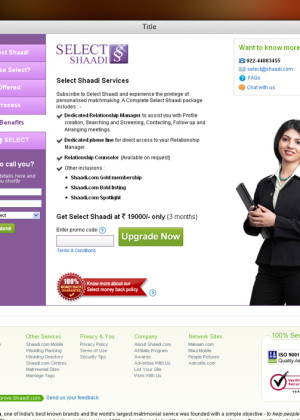 Title
SELECT
SHAADI
Select Shaadi Services
Subscribe to Select Shaadi and experience the privilege of
personalised matchmaking. A Complete Select Shaadi package
includes : -
Dedicated Relationship Manager to assist you with Profile
creation, Searching and Screening, Contacting, Follow-up and
Arranging meetings.
Dedicated phone line for direct access to your Relationship
Manager
Relationship Counselor (Available on request)
Other inclusions :
Shaadi.com Gold membership
Shaadi.com Bold listing
Shaadi.com Spotlight
Get Select Shaadi at ₹ 19000/- only (3 months)
Enter promo code
Upgrade Now
Terms & Conditions
100%
MONEY BACK
Know more about our
Select money back policy
Want to know more
022-44883455
select@shaadi.com
FAQs
Chat with us
ct Shaadi
se Select?
Offered
rocess
Benefits
SELECT
o call you?
details here and
you shortly
elect
end
Other Services
Shaadi.com Mobile
Wedding Planning
Wedding Directory
Shaadi.com Centres
Matrimonial Sites
Marriage Tags
Privacy & You
Privacy Policy
Terms of Use
Security Tips
Company
About Shaadi.com
Affiliate Program
Awards
Advertise With Us
List Your Site
Work With Us
Network Sites
Makaan.com
Mauj Mobile
People Pictures
Astrolife.com
100% Sec
ISO 9001
prove Shaadi.com
Send us your feedback
, one of India's best known brands and the world's largest matrimonial service was founded with a simple objective - to help people